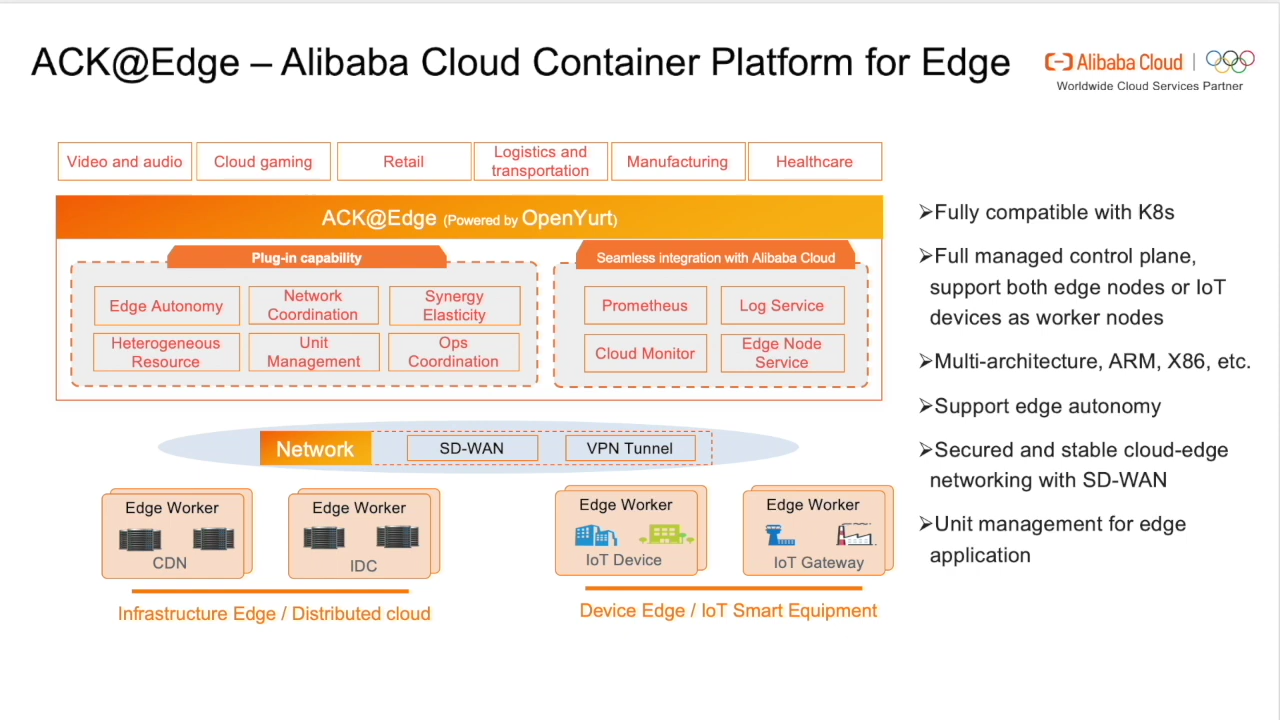 ACK@Edge – Alibaba Cloud Container Platform for Edge
Alibaba Cloud
Worldwide Cloud Services Partner
Video and audio
Cloud gaming
Retail
Logistics and
transportation
Manufacturing
Healthcare
ACK@Edge (Powered by OpenYurt)
Plug-in capability
Edge Autonomy
Network
Coordination
Synergy
Elasticity
Heterogeneous
Resource
Unit
Management
Ops
Coordination
Seamless integration with Alibaba Cloud
Prometheus
Log Service
Cloud Monitor
Edge Node
Service
Network
SD-WAN
VPN Tunnel
Edge Worker
CDN
Edge Worker
IDC
Edge Worker
IoT Device
Edge Worker
IoT Gateway
Infrastructure Edge / Distributed cloud
Device Edge / IoT Smart Equipment
➢Fully compatible with K8s
➢Full managed control plane,
support both edge nodes or IoT
devices as worker nodes
➢Multi-architecture, ARM, X86, etc.
➢Support edge autonomy
➢Secured and stable cloud-edge
networking with SD-WAN
➢Unit management for edge
application